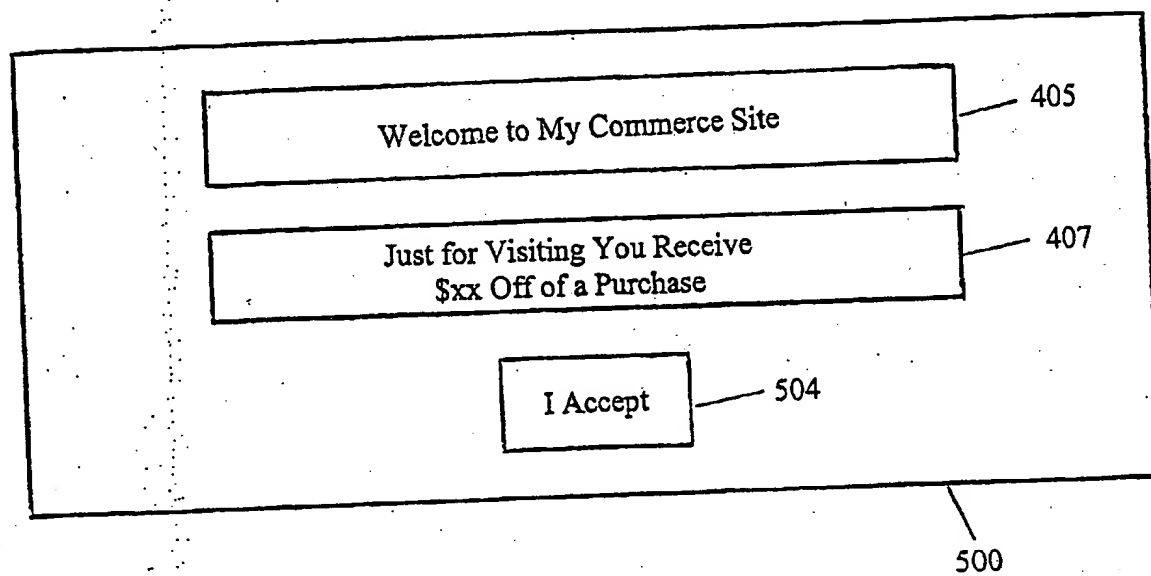 Welcome to My Commerce Site
405
Just for Visiting You Receive
$xx Off of a Purchase
407
I Accept
504
500